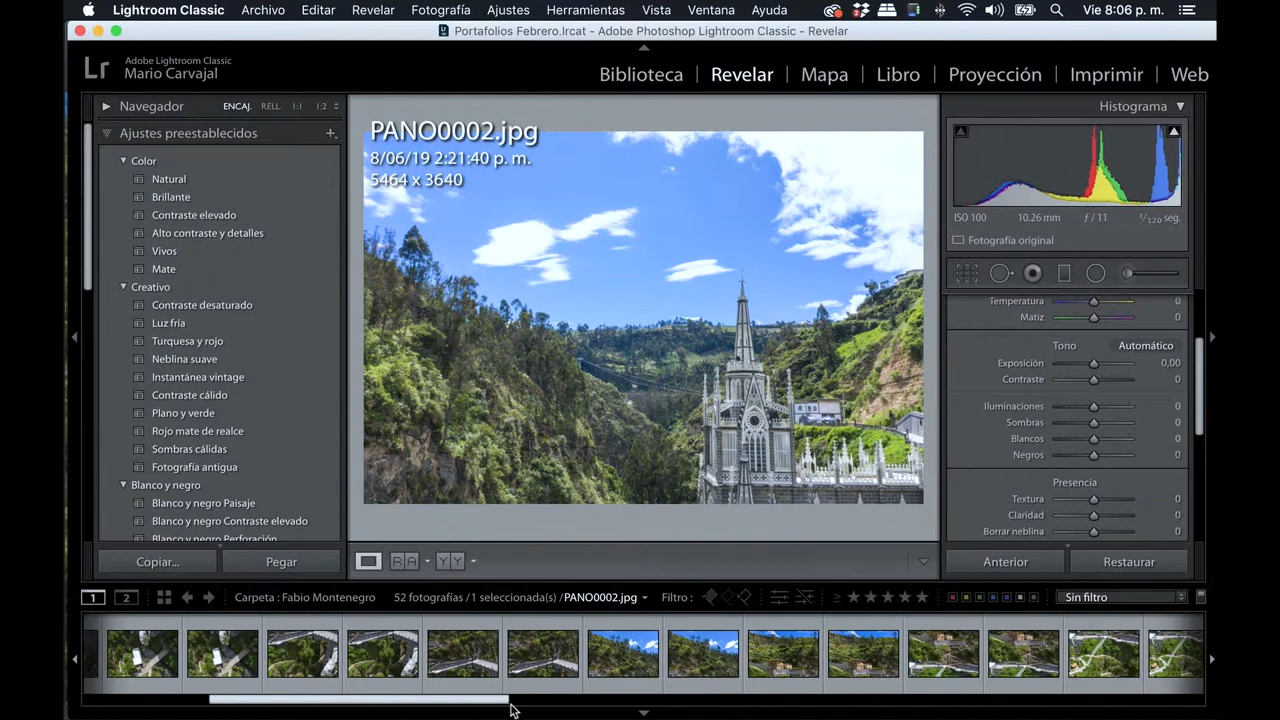 Lightroom Classic Archivo Editar Revelar Fotografía Ajustes Herramientas Vista Ventana Ayuda Vie 8:06 p. m.
Portafolios Febrero.lrcat - Adobe Photoshop Lightroom Classic - Revelar
Lr Adobe Lightroom Classic
Mario Carvajal
Biblioteca | Revelar | Mapa | Libro | Proyección | Imprimir | Web
Navegador ENCAJ. RELL. 1:1 1:2
Histograma
Ajustes preestablecidos +
Color
Natural
Brillante
Contraste elevado
Alto contraste y detalles
Vivos
Mate
Creativo
Contraste desaturado
Luz fría
Turquesa y rojo
Neblina suave
Instantánea vintage
Contraste cálido
Plano y verde
Rojo mate de realce
Sombras cálidas
Fotografía antigua
Blanco y negro
Blanco y negro Paisaje
Blanco y negro Contraste elevado
Blanco y negro Perforación
Copiar... Pegar
PANO0002.jpg
8/06/19 2:21:40 p. m.
5464 x 3640
ISO 100 10.26 mm ƒ / 11 1/120 seg.
Fotografía original
Temperatura 0
Matiz 0
Tono Automático
Exposición 0,00
Contraste 0
Iluminaciones 0
Sombras 0
Blancos 0
Negros 0
Presencia
Textura 0
Claridad 0
Borrar neblina 0
R A Y Y
Anterior Restaurar
1 2 Carpeta : Fabio Montenegro 52 fotografías /1 seleccionada(s) /PANO0002.jpg Filtro : ≥ ★★★★★ Sin filtro